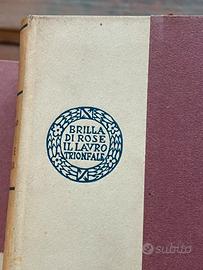 BRILLA
DI ROSE
IL LAVRO
TRIONFALE
subito